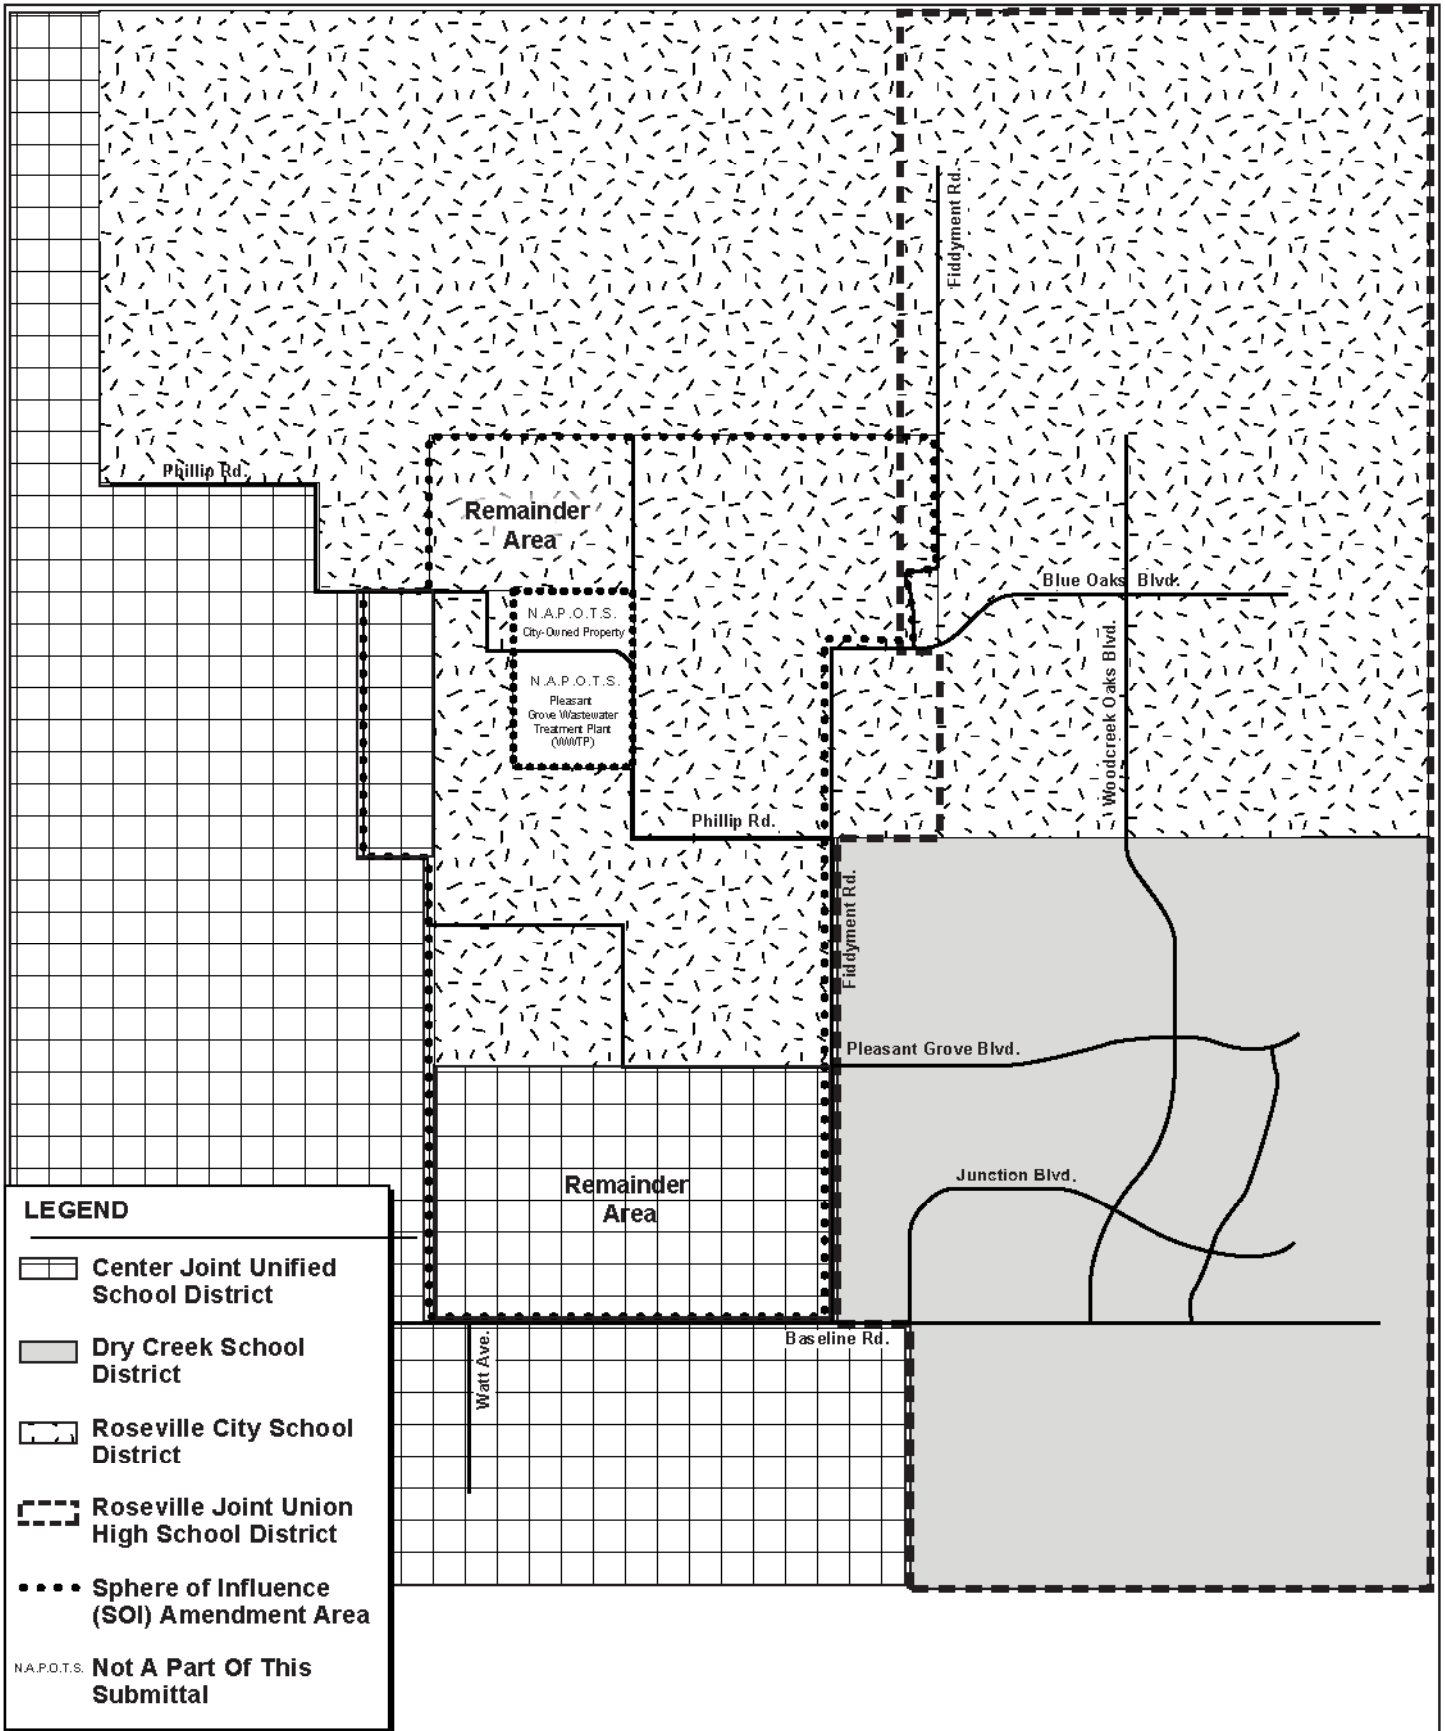 Fiddyment Rd.
Phillip Rd.
Remainder
Area
Blue Oaks Blvd.
N.A.P.O.T.S.
City-Owned Property
Woodcreek Oaks Blvd.
N.A.P.O.T.S.
Pleasant
Grove Wastewater
Treatment Plant
(WWTP)
Phillip Rd.
Fiddyment Rd.
Pleasant Grove Blvd.
Junction Blvd.
Remainder
Area
Baseline Rd.
Watt Ave.
LEGEND
Center Joint Unified
School District
Dry Creek School
District
Roseville City School
District
Roseville Joint Union
High School District
Sphere of Influence
(SOI) Amendment Area
N.A.P.O.T.S. Not A Part Of This
Submittal